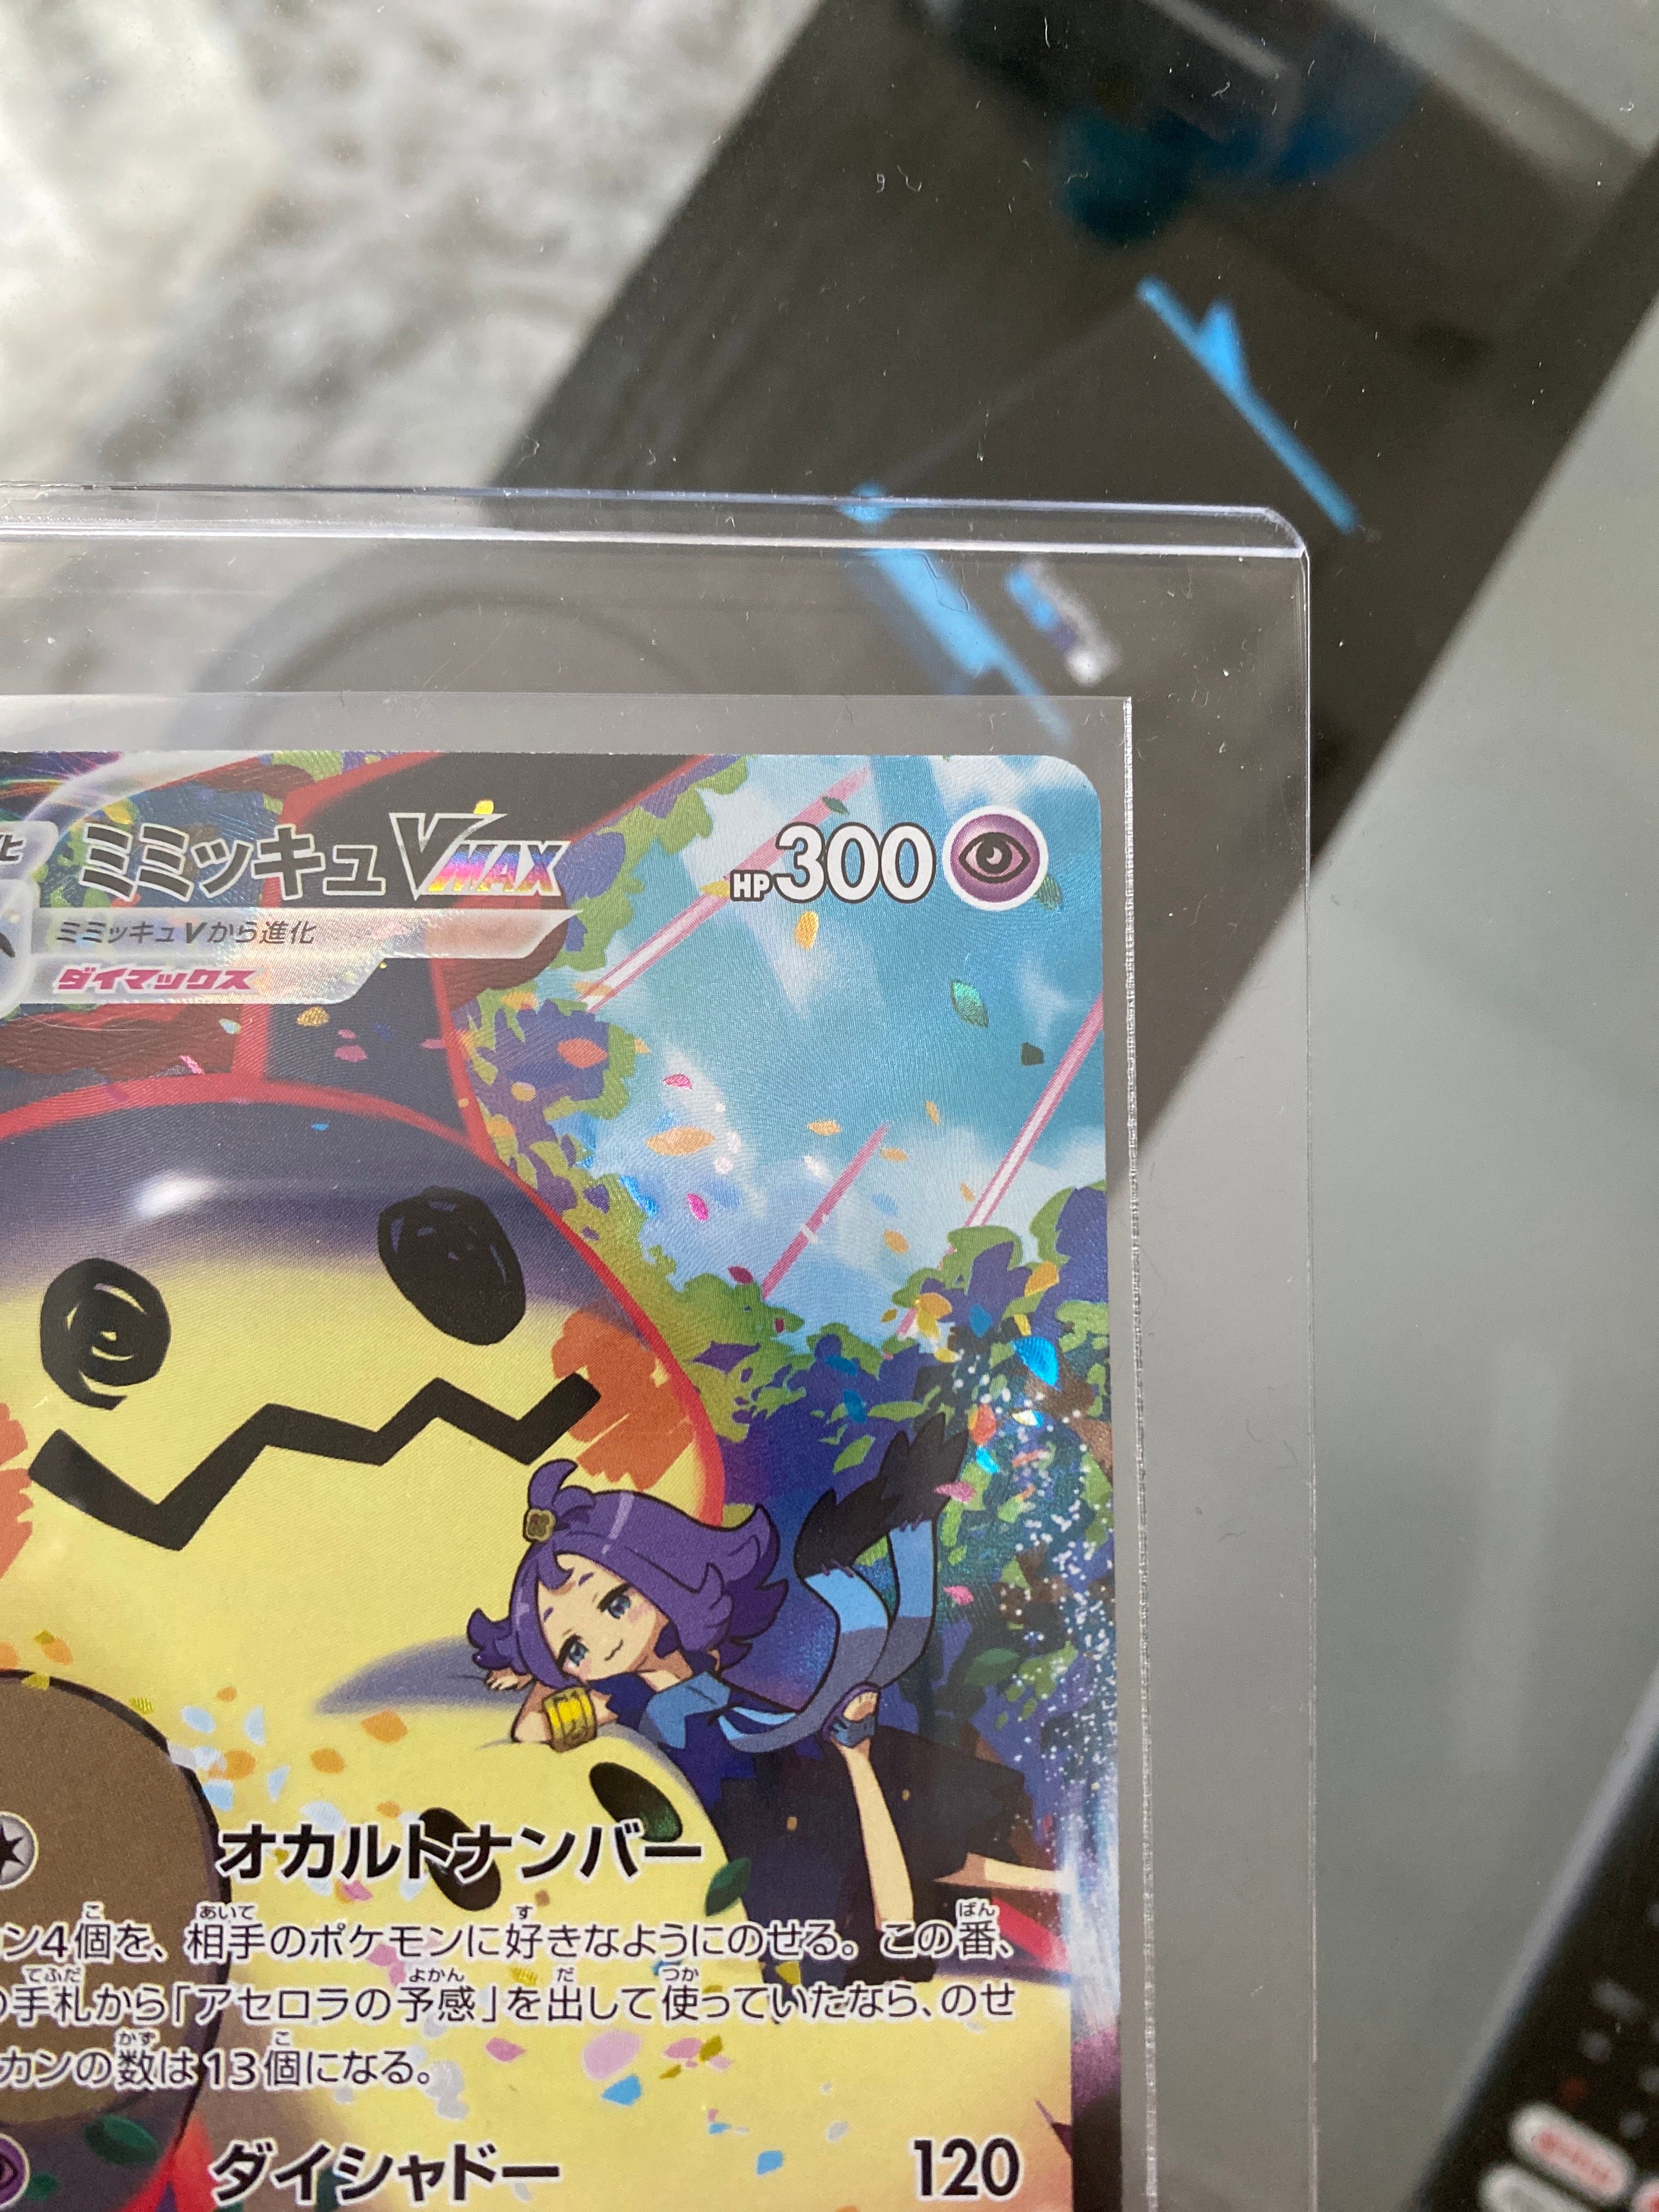 化
ミミッキュVMAX
HP300
ミミッキュVから進化
ダイマックス
オカルトナンバー
ン4個を、相手のポケモンに好きなようにのせる。この番、
の手札から「アセロラの予感」を出して使っていたなら、のせ
カンの数は13個になる。
ダイシャドー 120